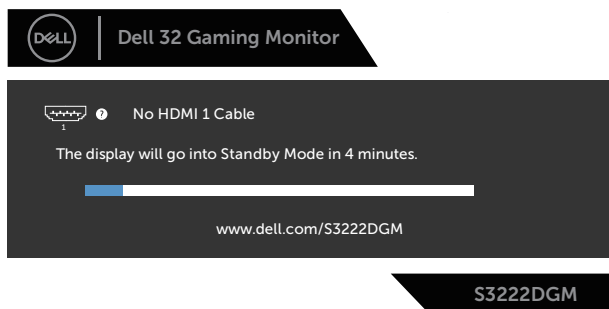 DELL
Dell 32 Gaming Monitor
? No HDMI 1 Cable
1
The display will go into Standby Mode in 4 minutes.
www.dell.com/S3222DGM
S3222DGM